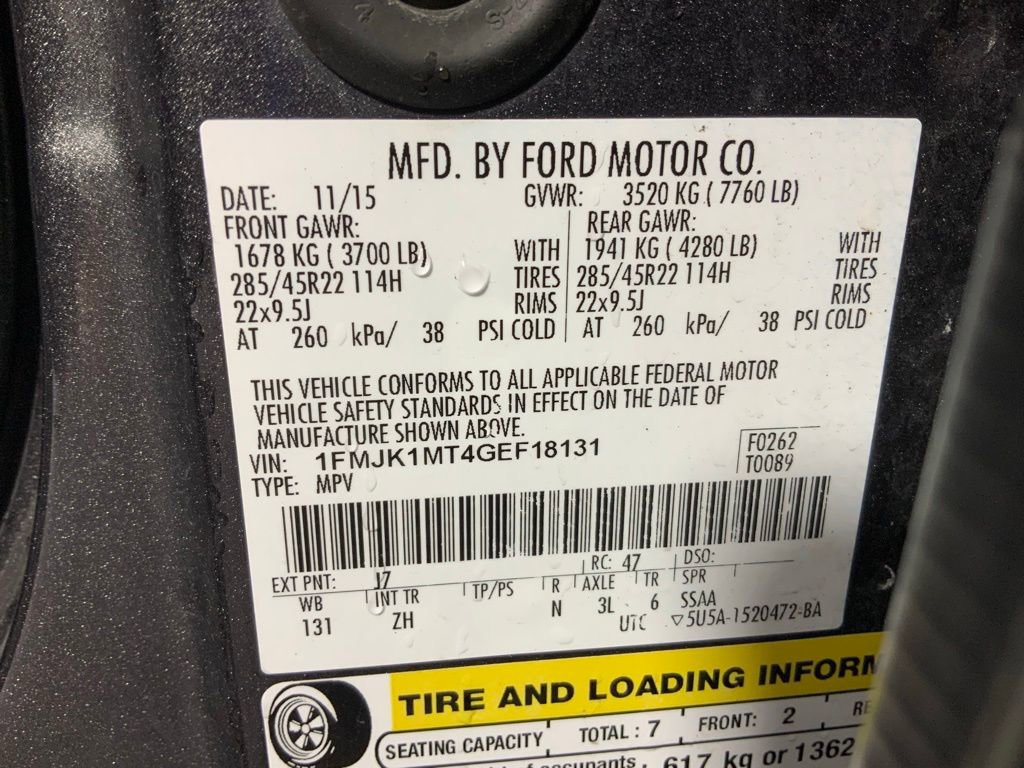 MFD. BY FORD MOTOR CO.
DATE: 11/15 GVWR: 3520 KG ( 7760 LB)
FRONT GAWR: REAR GAWR:
1678 KG ( 3700 LB) WITH 1941 KG ( 4280 LB) WITH
285/45R22 114H TIRES 285/45R22 114H TIRES
22x9.5J RIMS 22x9.5J RIMS
AT 260 kPa/ 38 PSI COLD AT 260 kPa/ 38 PSI COLD
THIS VEHICLE CONFORMS TO ALL APPLICABLE FEDERAL MOTOR
VEHICLE SAFETY STANDARDS IN EFFECT ON THE DATE OF
MANUFACTURE SHOWN ABOVE.
VIN: 1FMJK1MT4GEF18131 F0262
TYPE: MPV T0089
EXT PNT: J7 RC: 47 DSO:
WB INT TR TP/PS R AXLE TR SPR
131 ZH N 3L 6 SSAA
UTC ▽5U5A-1520472-BA
TIRE AND LOADING
SEATING CAPACITY TOTAL : 7 FRONT: 2
617 kg or 1362